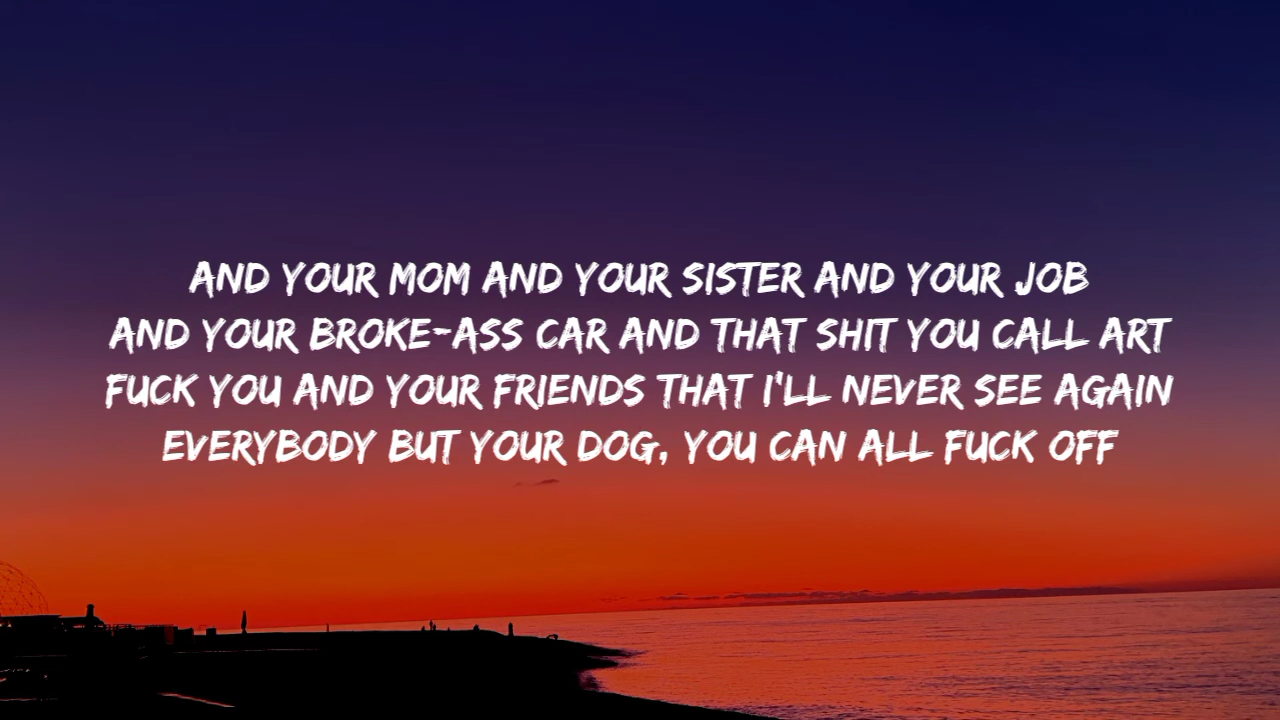 AND YOUR MOM AND YOUR SISTER AND YOUR JOB
AND YOUR BROKE-ASS CAR AND THAT SHIT YOU CALL ART
FUCK YOU AND YOUR FRIENDS THAT I'LL NEVER SEE AGAIN
EVERYBODY BUT YOUR DOG, YOU CAN ALL FUCK OFF